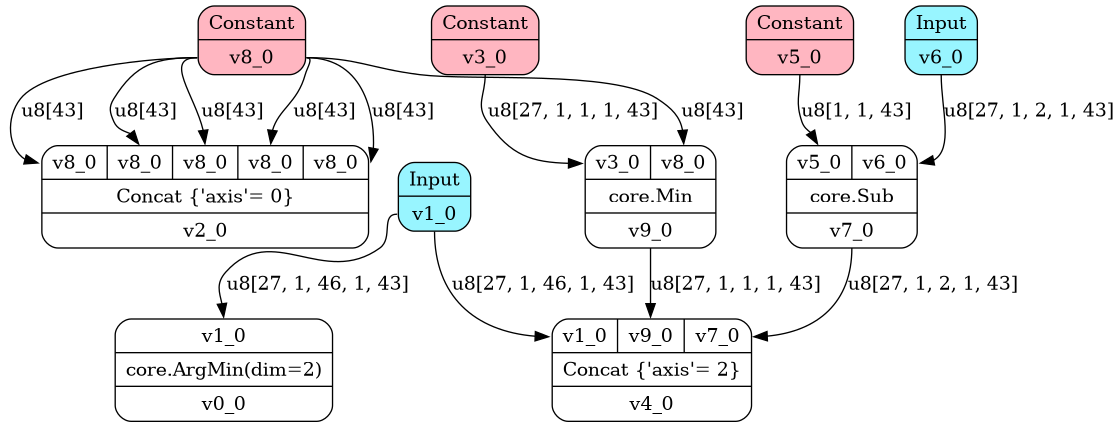 Constant
v8_0
Constant
v3_0
Constant
v5_0
Input
v6_0
u8[43]
u8[43]
u8[43]
u8[43]
u8[43]
u8[27, 1, 1, 1, 43]
u8[43]
u8[1, 1, 43]
u8[27, 1, 2, 1, 43]
v8_0 v8_0 v8_0 v8_0 v8_0
Concat {'axis'= 0}
v2_0
Input
v1_0
v3_0 v8_0
core.Min
v9_0
v5_0 v6_0
core.Sub
v7_0
u8[27, 1, 46, 1, 43]
u8[27, 1, 46, 1, 43]
u8[27, 1, 1, 1, 43]
u8[27, 1, 2, 1, 43]
v1_0
core.ArgMin(dim=2)
v0_0
v1_0 v9_0 v7_0
Concat {'axis'= 2}
v4_0